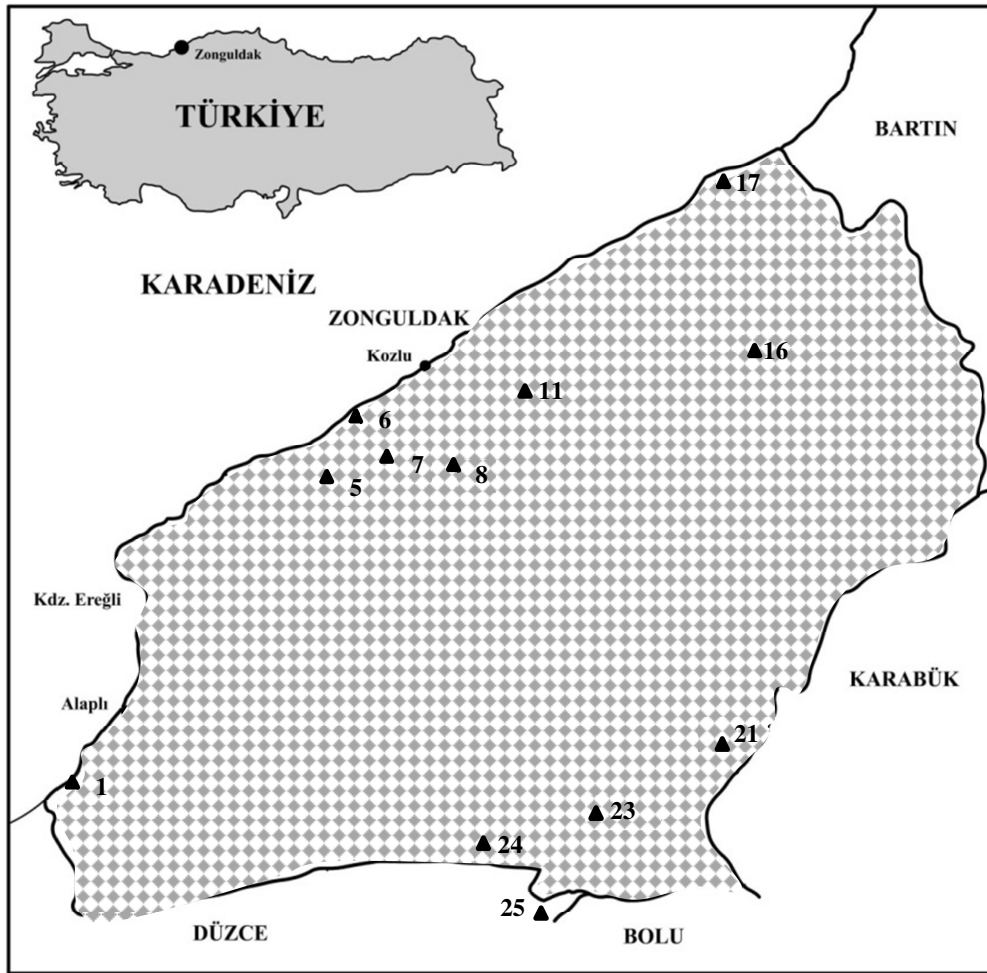 Zonguldak
TÜRKİYE
BARTIN
17
KARADENİZ
ZONGULDAK
Kozlu
16
11
6
7
8
5
Kdz. Ereğli
KARABÜK
Alaplı
21
1
23
24
25
DÜZCE
BOLU